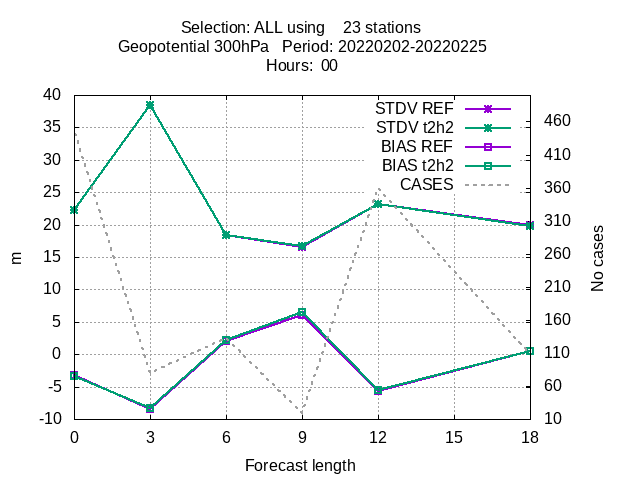 Selection: ALL using    23 stations
Geopotential 300hPa   Period: 20220202-20220225
Hours:  00
STDV REF
STDV t2h2
BIAS REF
BIAS t2h2
CASES
40
35
30
25
20
15
10
5
0
-5
-10
m
460
410
360
310
260
210
160
110
60
10
No cases
0 3 6 9 12 15 18
Forecast length